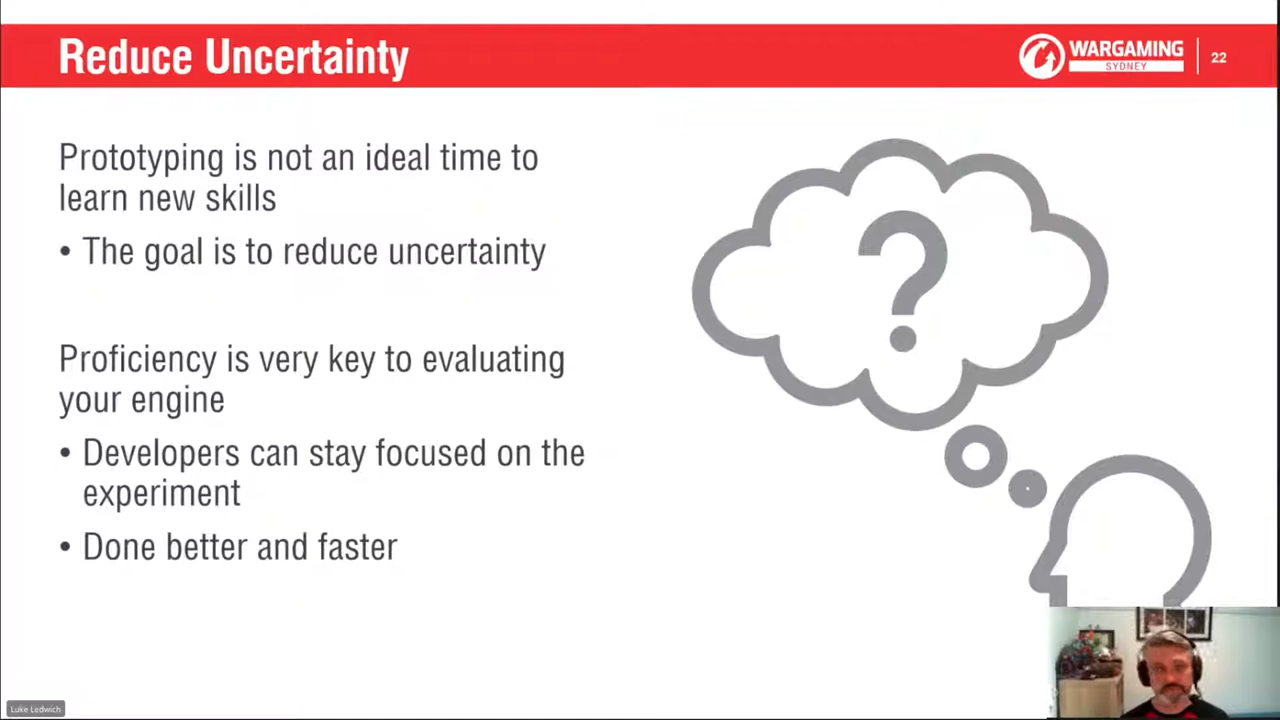 Reduce Uncertainty
WARGAMING
SYDNEY
22
Prototyping is not an ideal time to
learn new skills
• The goal is to reduce uncertainty
?
Proficiency is very key to evaluating
your engine
• Developers can stay focused on the
experiment
• Done better and faster
Luke Ledwich